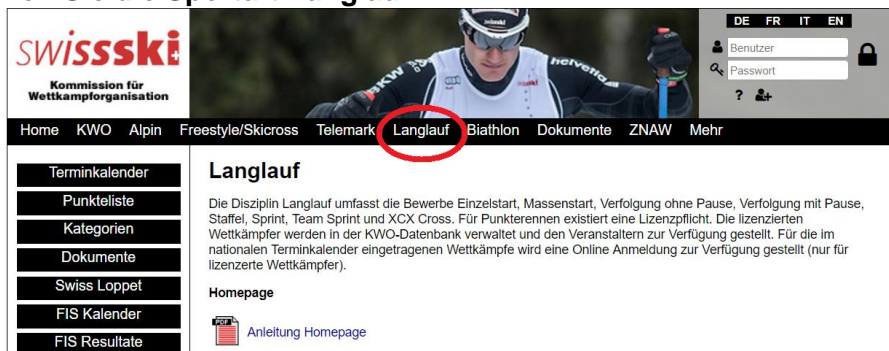 DE FR IT EN
swissski
Kommission für
Wettkampforganisation
Helvetia
Benutzer
Passwort
?
Home KWO Alpin Freestyle/Skicross Telemark Langlauf Biathlon Dokumente ZNAW Mehr
Terminkalender
Punkteliste
Kategorien
Dokumente
Swiss Loppet
FIS Kalender
FIS Resultate
Langlauf
Die Disziplin Langlauf umfasst die Bewerbe Einzelstart, Massenstart, Verfolgung ohne Pause, Verfolgung mit Pause,
Staffel, Sprint, Team Sprint und XCX Cross. Für Punkterennen existiert eine Lizenzpflicht. Die lizenzierten
Wettkämpfer werden in der KWO-Datenbank verwaltet und den Veranstaltern zur Verfügung gestellt. Für die im
nationalen Terminkalender eingetragenen Wettkämpfe wird eine Online Anmeldung zur Verfügung gestellt (nur für
lizenzerte Wettkämpfer).
Homepage
PDF
Anleitung Homepage